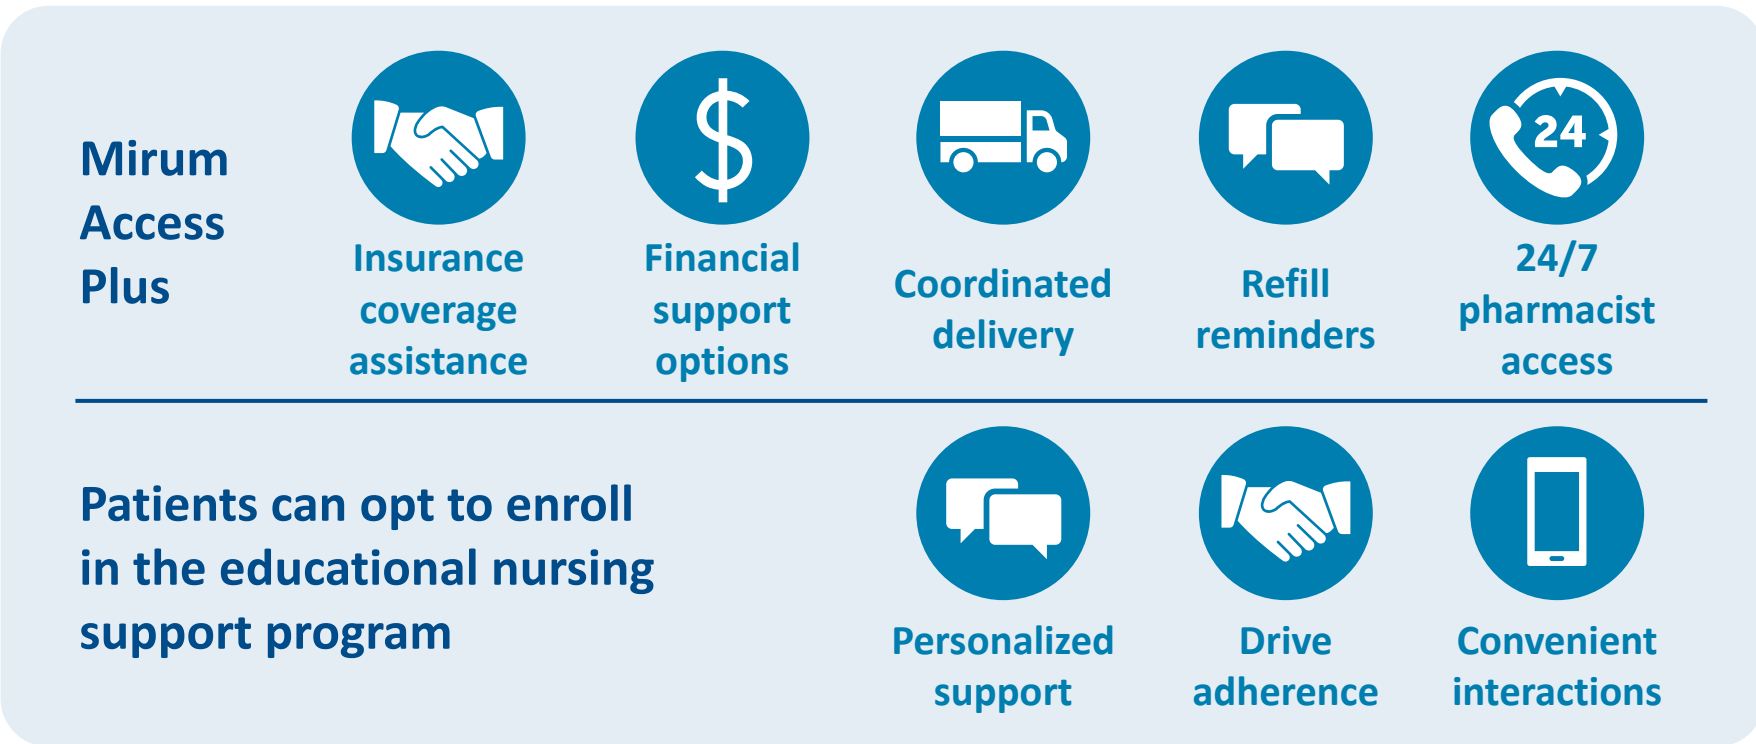 Mirum
Access
Plus
Insurance
coverage
assistance
Financial
support
options
Coordinated
delivery
Refill
reminders
24
24/7
pharmacist
access
Patients can opt to enroll
in the educational nursing
support program
Personalized
support
Drive
adherence
Convenient
interactions